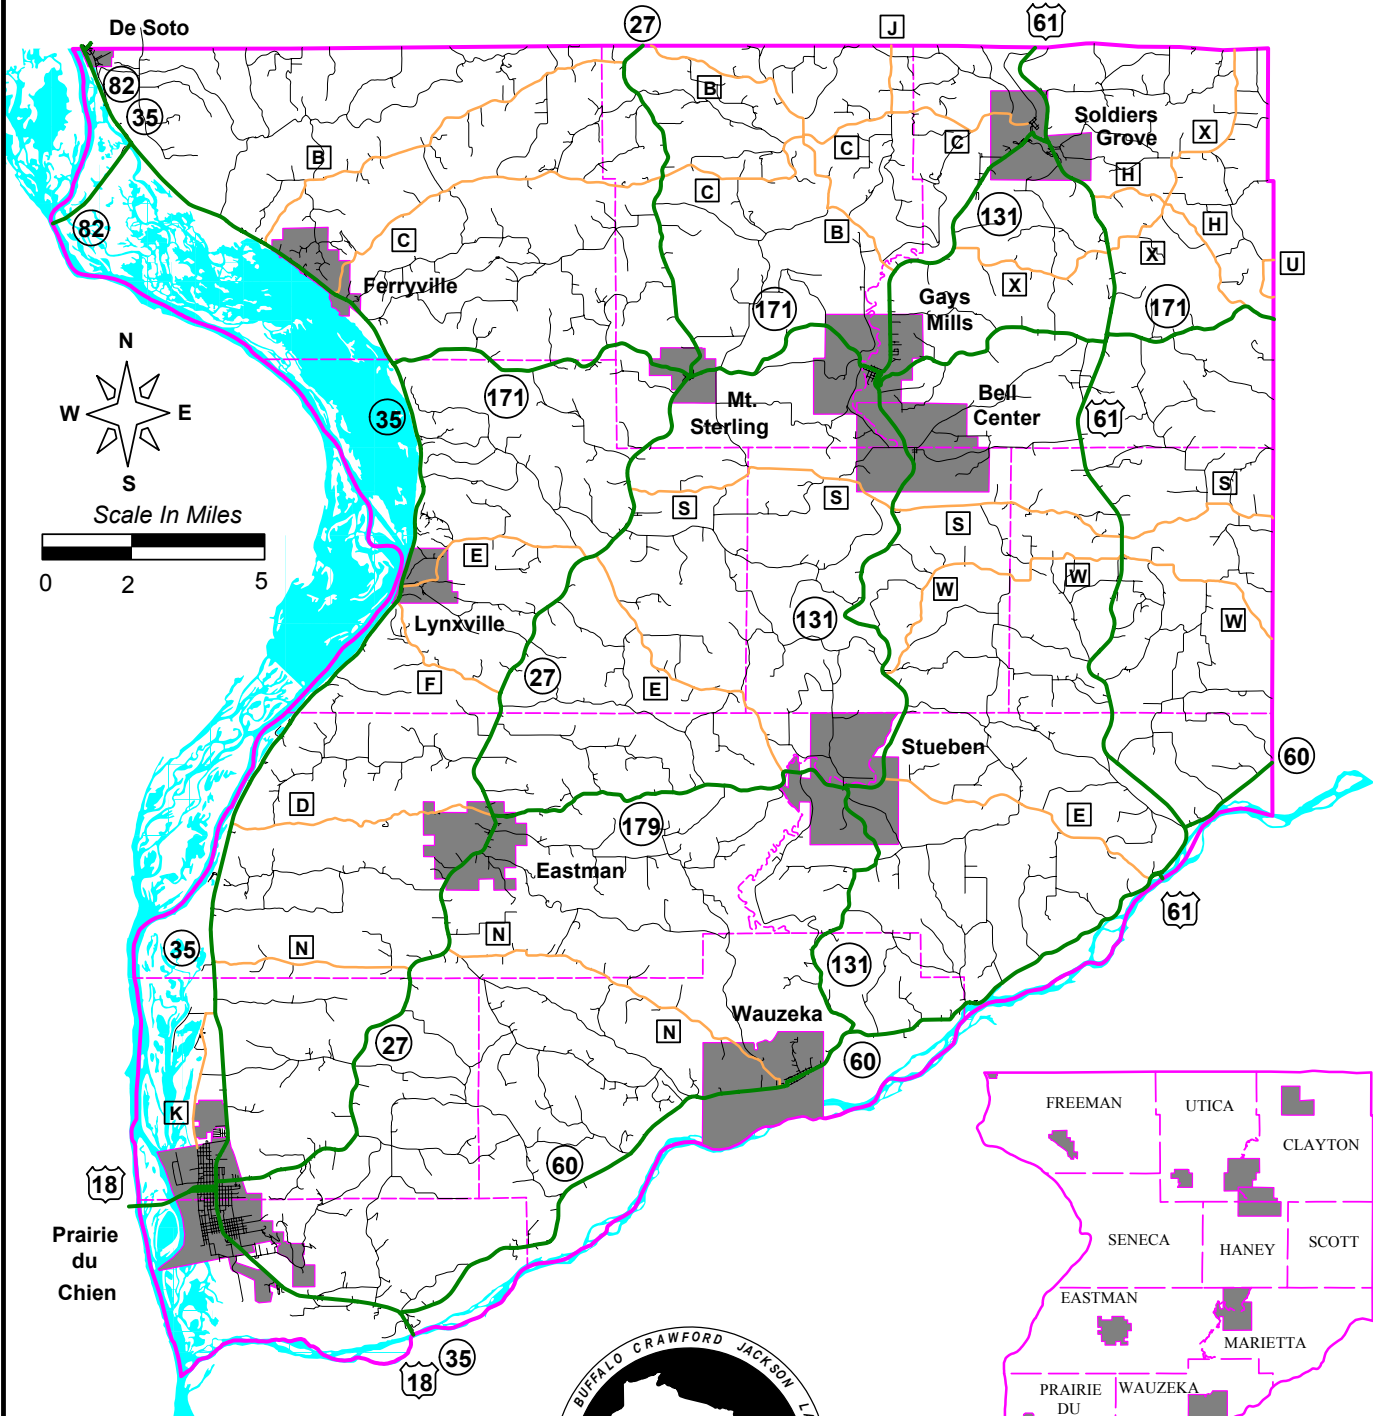 De Soto
27
J
61
82
35
B
C
C
Soldiers
Grove
X
B
H
C
82
C
B
131
H
X
U
X
Ferryville
171
Gays
Mills
171
N
W
E
S
35
171
Mt.
Sterling
Bell
Center
61
Scale In Miles
0
2
5
S
S
S
S
E
W
W
W
Lynxville
131
F
27
E
Stueben
60
D
179
E
Eastman
61
35
N
N
131
27
N
Wauzeka
60
K
18
60
Prairie
du
Chien
18
35
BUFFALO CRAWFORD JACKSON LA
FREEMAN
UTICA
CLAYTON
SENECA
HANEY
SCOTT
EASTMAN
MARIETTA
PRAIRIE
DU
WAUZEKA